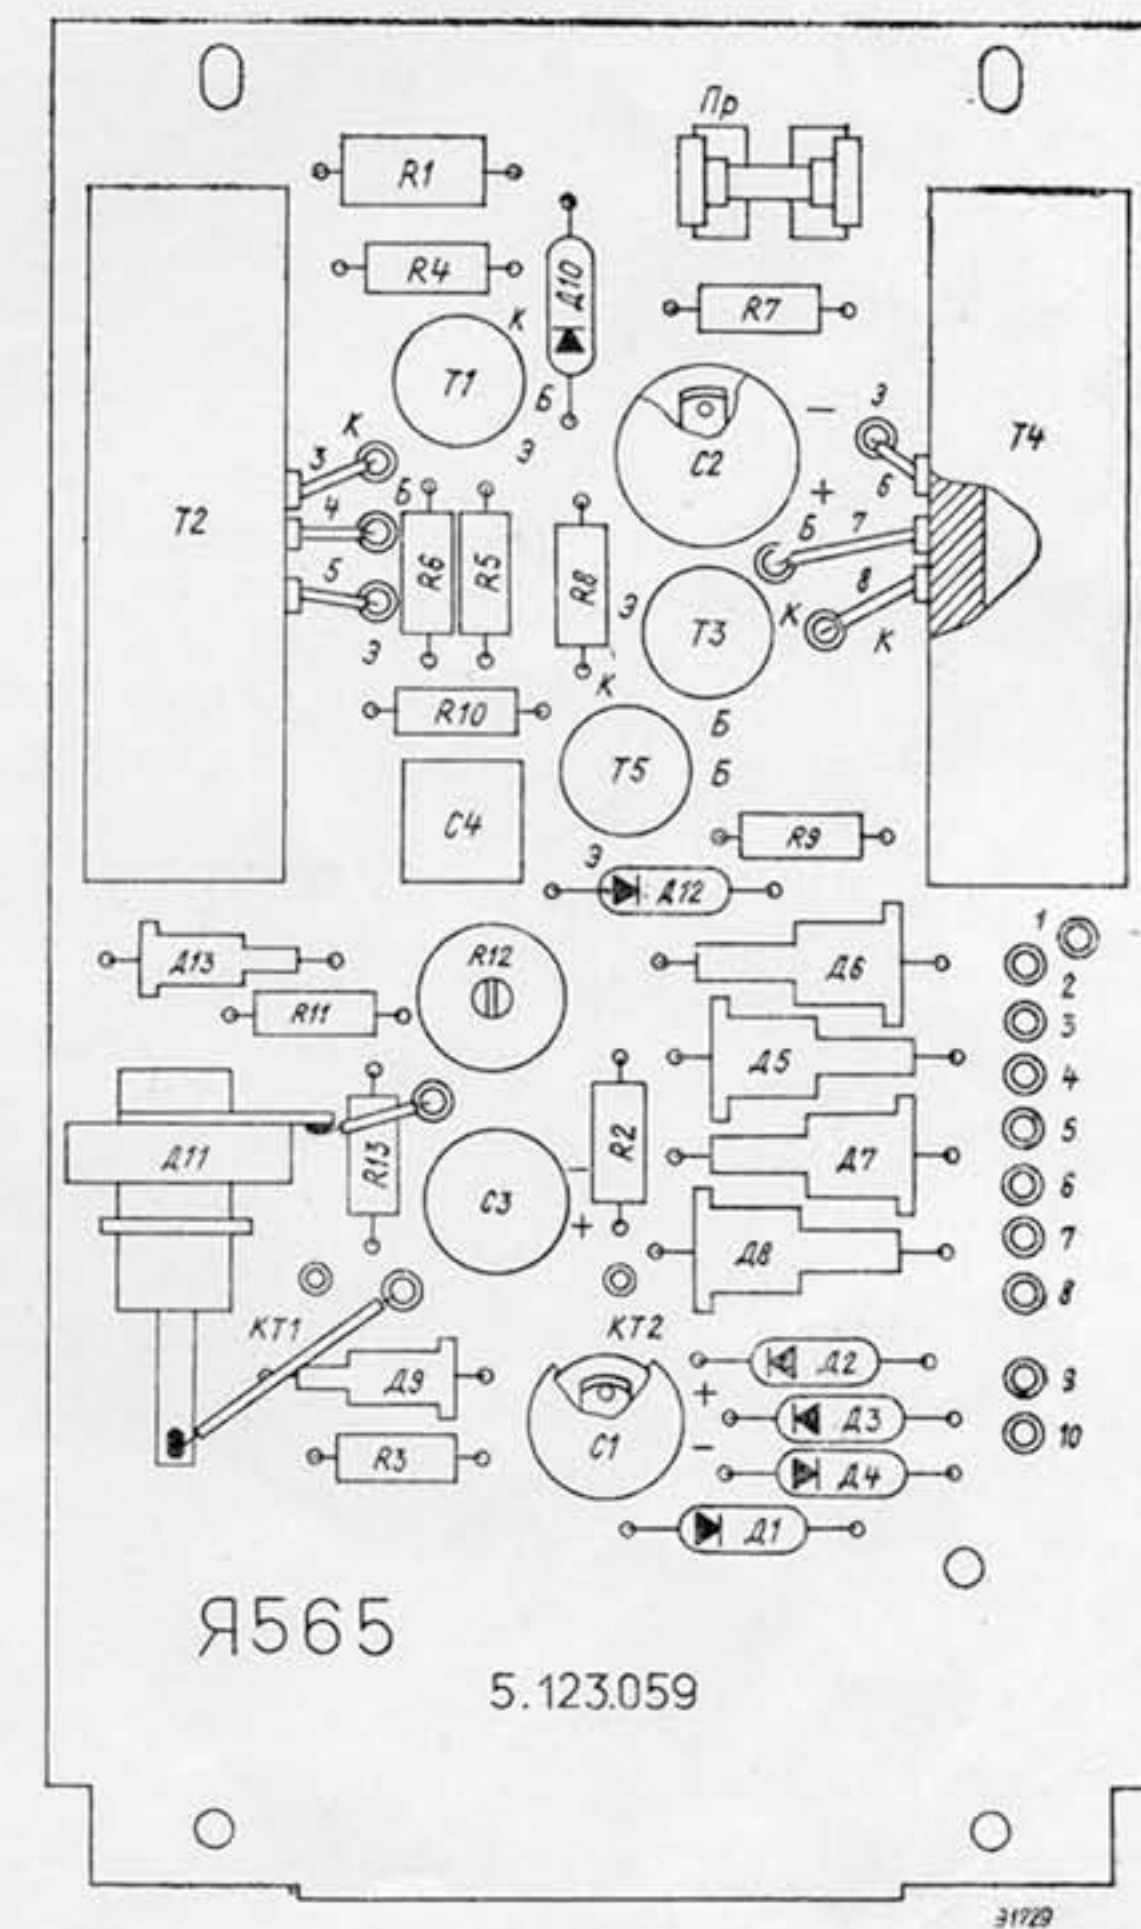 Пр
R1
R4
Д10
R7
К
Т1
Б
Э
С2
−
+
Э
Т4
6
Б
7
8
К
К
Т2
К
3
4
Б
5
Э
R6
R5
R8
Э
Т3
К
Б
R10
Т5
Б
С4
Э
R9
Д12
Д13
R12
R11
Д6
Д5
1
2
3
4
5
6
7
8
9
10
Д11
R13
С3
−
+
R2
Д7
Д8
КТ1
КТ2
Д9
R3
С1
+
−
Д2
Д3
Д4
Д1
Я565
5.123.059
Э1729